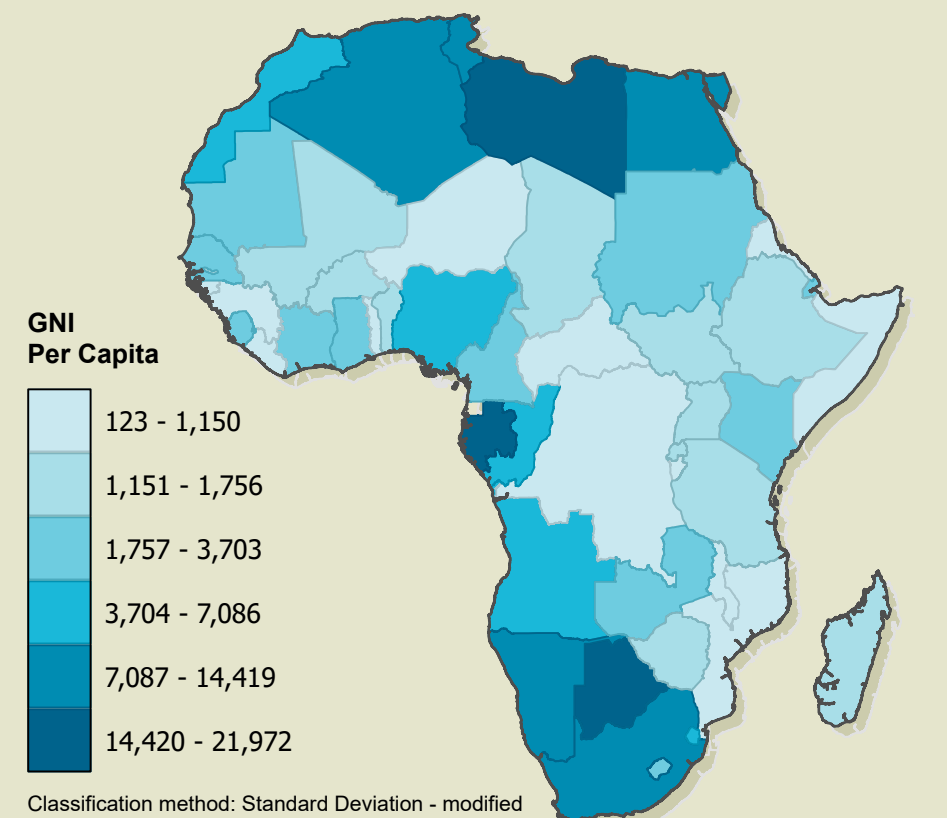 GNI
Per Capita
123 - 1,150
1,151 - 1,756
1,757 - 3,703
3,704 - 7,086
7,087 - 14,419
14,420 - 21,972
Classification method: Standard Deviation - modified